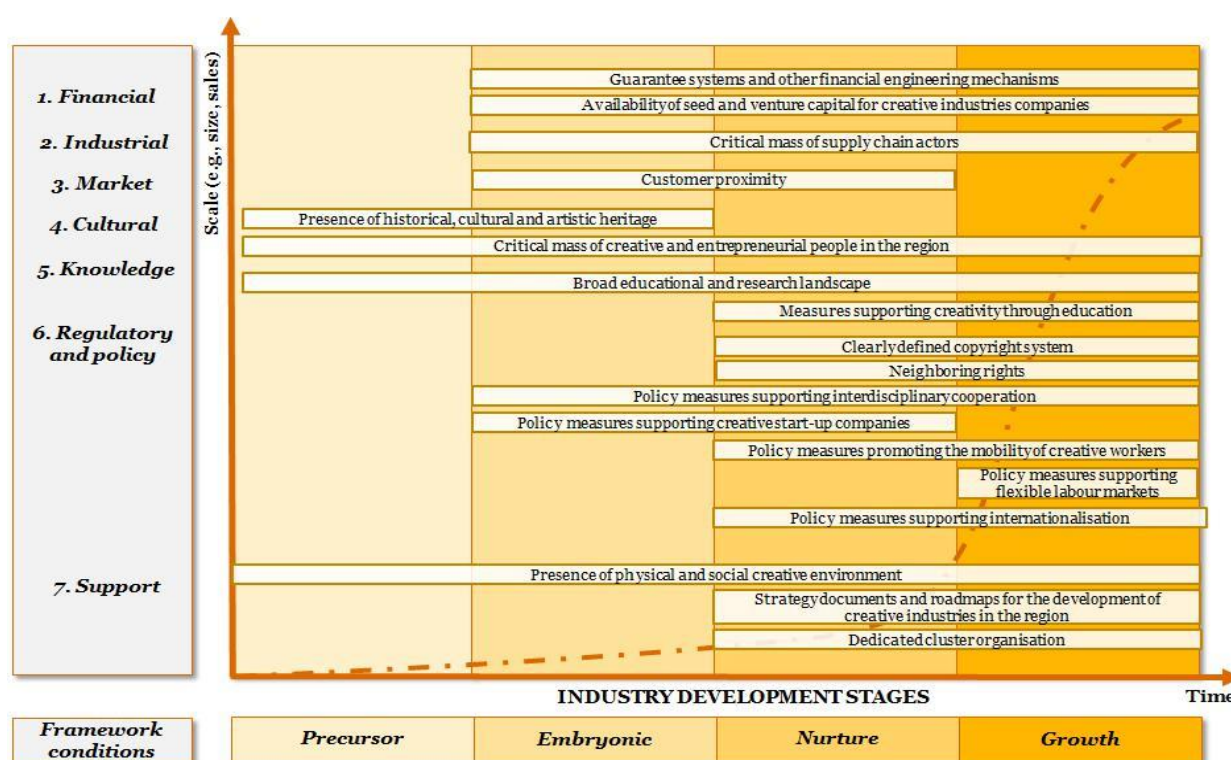 Scale (e.g., size, sales)
1. Financial
2. Industrial
3. Market
4. Cultural
5. Knowledge
6. Regulatory
and policy
7. Support
Guarantee systems and other financial engineering mechanisms
Availability of seed and venture capital for creative industries companies
Critical mass of supply chain actors
Customer proximity
Presence of historical, cultural and artistic heritage
Critical mass of creative and entrepreneurial people in the region
Broad educational and research landscape
Measures supporting creativity through education
Clearly defined copyright system
Neighboring rights
Policy measures supporting interdisciplinary cooperation
Policy measures supporting creative start-up companies
Policy measures promoting the mobility of creative workers
Policy measures supporting
flexible labour markets
Policy measures supporting internationalisation
Presence of physical and social creative environment
Strategy documents and roadmaps for the development of
creative industries in the region
Dedicated cluster organisation
INDUSTRY DEVELOPMENT STAGES
Time
Framework
conditions
Precursor
Embryonic
Nurture
Growth